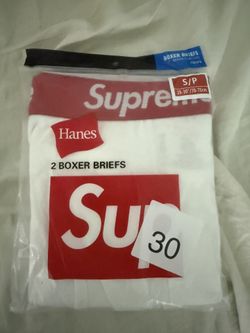 BOXER BRIEFS
S/P
Supreme
Hanes
2 BOXER BRIEFS
Sup
30